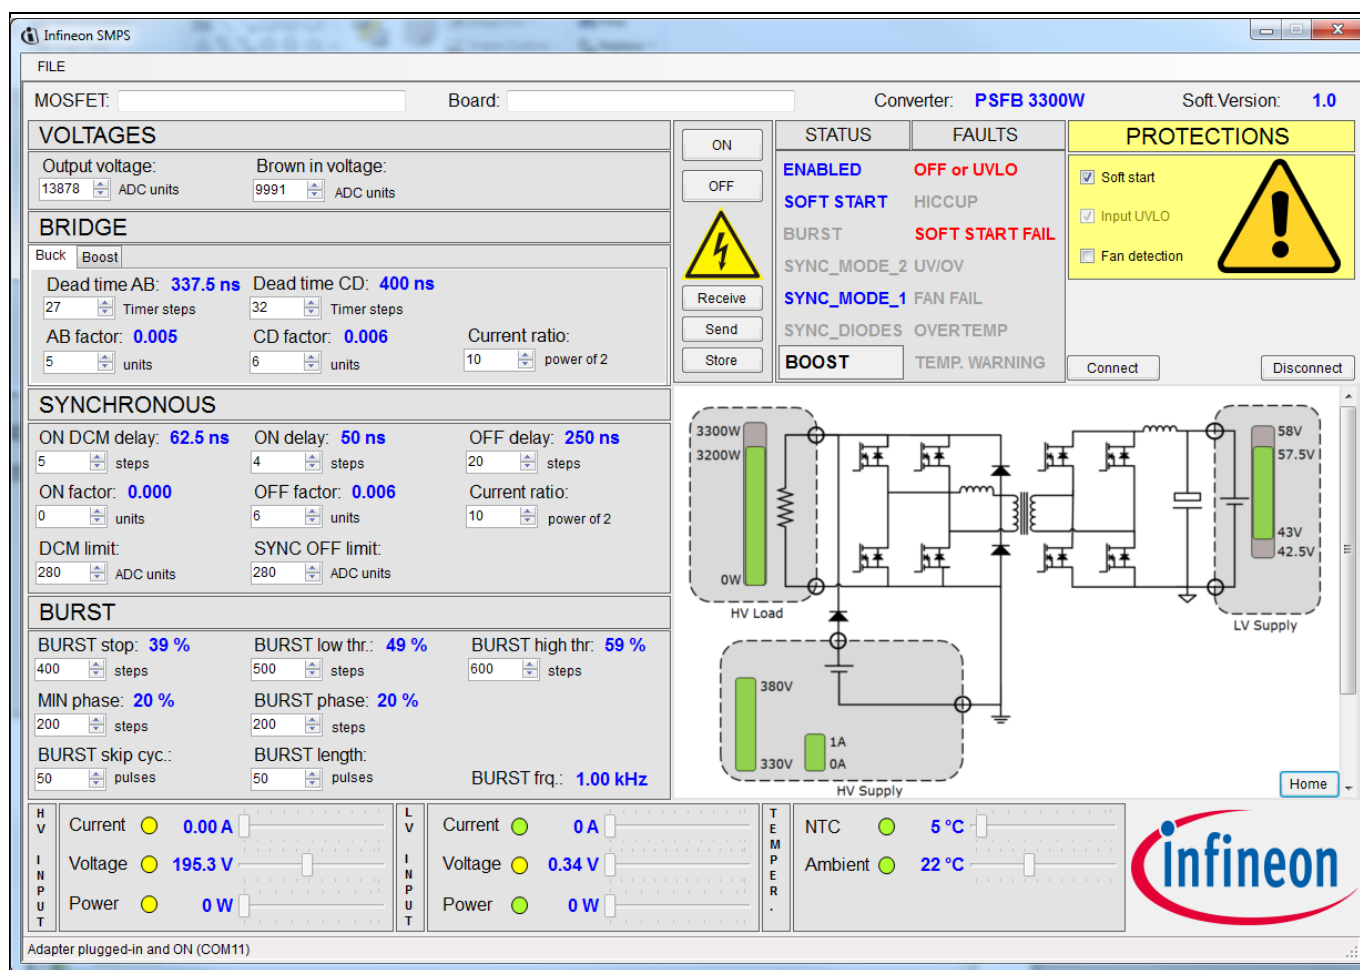 Infineon SMPS
FILE
MOSFET:
Board:
Converter: PSFB 3300W
Soft.Version: 1.0
VOLTAGES
Output voltage:
13878 ADC units
Brown in voltage:
9991 ADC units
BRIDGE
Buck
Boost
Dead time AB: 337.5 ns
27 Timer steps
Dead time CD: 400 ns
32 Timer steps
AB factor: 0.005
5 units
CD factor: 0.006
6 units
Current ratio:
10 power of 2
SYNCHRONOUS
ON DCM delay: 62.5 ns
5 steps
ON delay: 50 ns
4 steps
OFF delay: 250 ns
20 steps
ON factor: 0.000
0 units
OFF factor: 0.006
6 units
Current ratio:
10 power of 2
DCM limit:
280 ADC units
SYNC OFF limit:
280 ADC units
BURST
BURST stop: 39 %
400 steps
BURST low thr.: 49 %
500 steps
BURST high thr: 59 %
600 steps
MIN phase: 20 %
200 steps
BURST phase: 20 %
200 steps
BURST skip cyc.:
50 pulses
BURST length:
50 pulses
BURST frq.: 1.00 kHz
ON
OFF
Receive
Send
Store
STATUS
ENABLED
SOFT START
BURST
SYNC_MODE_2
SYNC_MODE_1
SYNC_DIODES
BOOST
FAULTS
OFF or UVLO
HICCUP
SOFT START FAIL
UV/OV
FAN FAIL
OVERTEMP
TEMP. WARNING
PROTECTIONS
Soft start
Input UVLO
Fan detection
Connect
Disconnect
3300W
3200W
0W
HV Load
58V
57.5V
43V
42.5V
LV Supply
380V
330V
1A
0A
HV Supply
Home
HV INPUT
Current 0.00 A
Voltage 195.3 V
Power 0 W
LV INPUT
Current 0 A
Voltage 0.34 V
Power 0 W
TEMPER.
NTC 5 °C
Ambient 22 °C
infineon
Adapter plugged-in and ON (COM11)